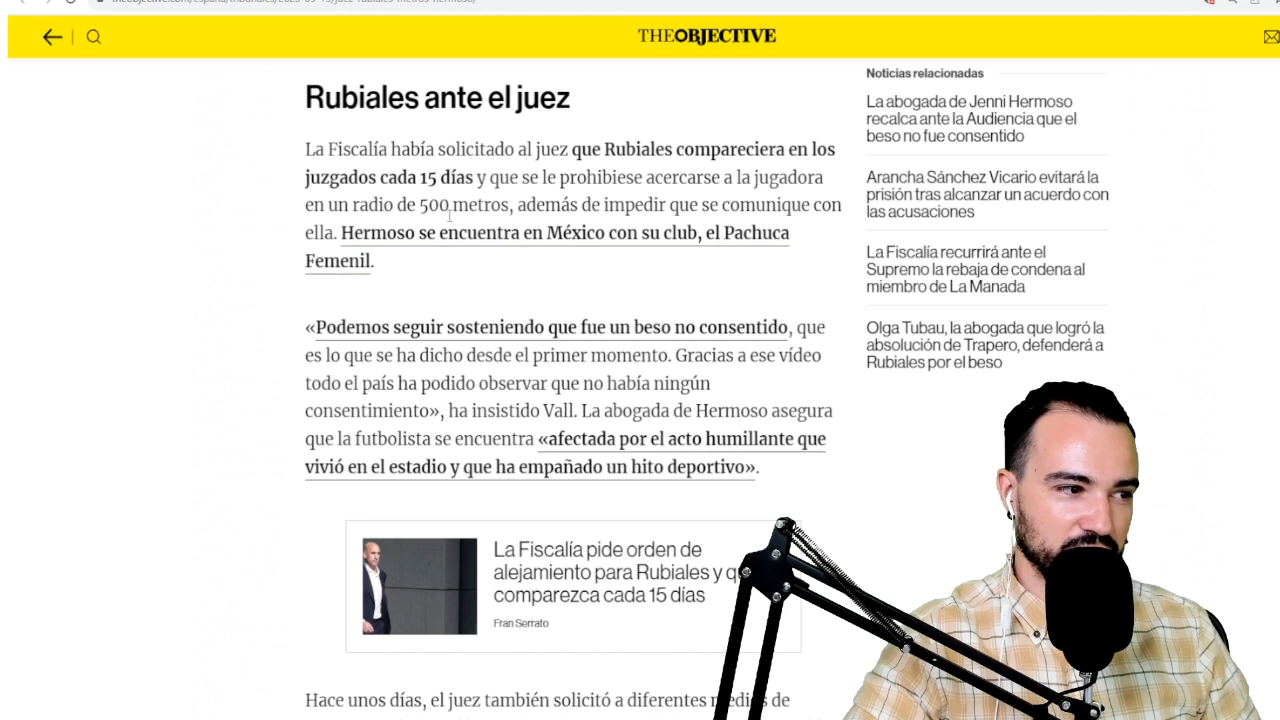 THEOBJECTIVE
Rubiales ante el juez
La Fiscalía había solicitado al juez que Rubiales compareciera en los
juzgados cada 15 días y que se le prohibiese acercarse a la jugadora
en un radio de 500 metros, además de impedir que se comunique con
ella. Hermoso se encuentra en México con su club, el Pachuca
Femenil.
«Podemos seguir sosteniendo que fue un beso no consentido, que
es lo que se ha dicho desde el primer momento. Gracias a ese vídeo
todo el país ha podido observar que no había ningún
consentimiento», ha insistido Vall. La abogada de Hermoso asegura
que la futbolista se encuentra «afectada por el acto humillante que
vivió en el estadio y que ha empañado un hito deportivo».
La Fiscalía pide orden de
alejamiento para Rubiales y
comparezca cada 15 días
Fran Serrato
Hace unos días, el juez también solicitó a diferentes medios de
Noticias relacionadas
La abogada de Jenni Hermoso
recalca ante la Audiencia que el
beso no fue consentido
Arancha Sánchez Vicario evitará la
prisión tras alcanzar un acuerdo con
las acusaciones
La Fiscalía recurrirá ante el
Supremo la rebaja de condena al
miembro de La Manada
Olga Tubau, la abogada que logró la
absolución de Trapero, defenderá a
Rubiales por el beso